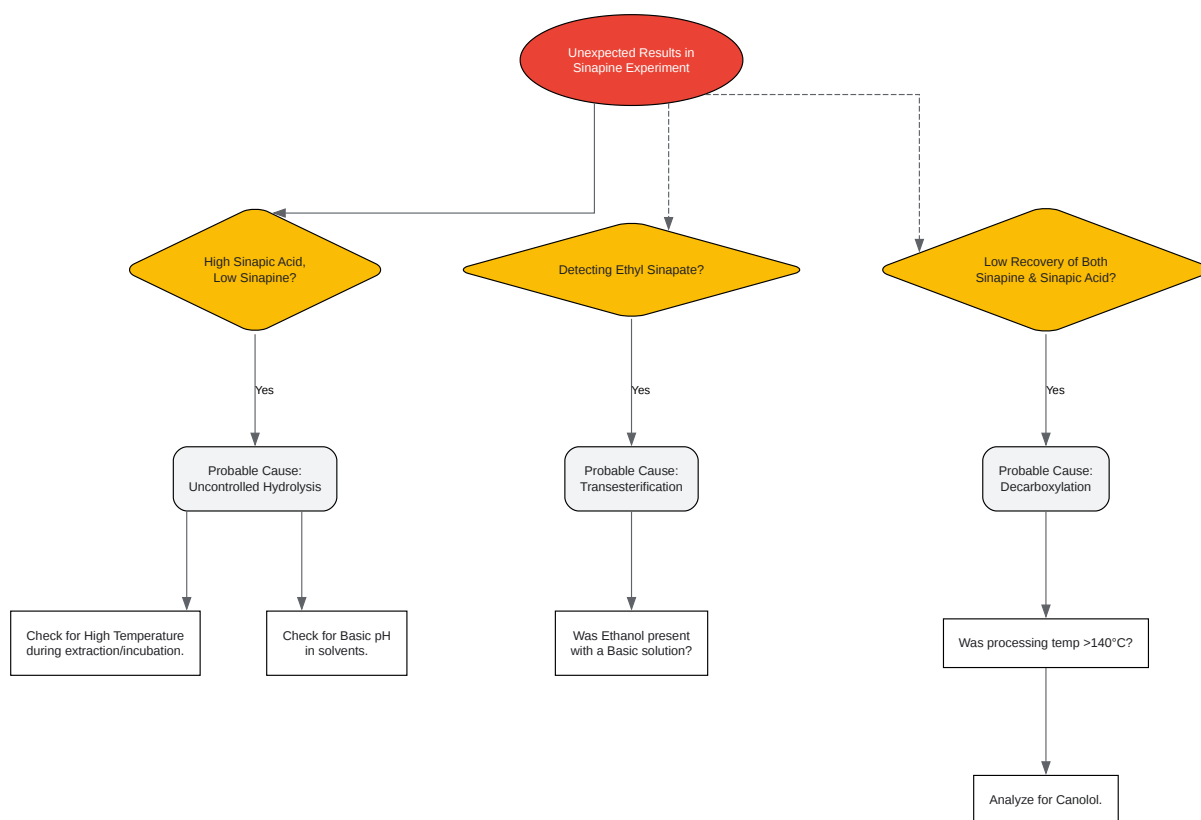 Unexpected Results in
Sinapine Experiment
High Sinapic Acid,
Low Sinapine?
Detecting Ethyl Sinapate?
Low Recovery of Both
Sinapine & Sinapic Acid?
Yes
Yes
Yes
Probable Cause:
Uncontrolled Hydrolysis
Probable Cause:
Transesterification
Probable Cause:
Decarboxylation
Check for High Temperature
during extraction/incubation.
Check for Basic pH
in solvents.
Was Ethanol present
with a Basic solution?
Was processing temp >140°C?
Analyze for Canolol.